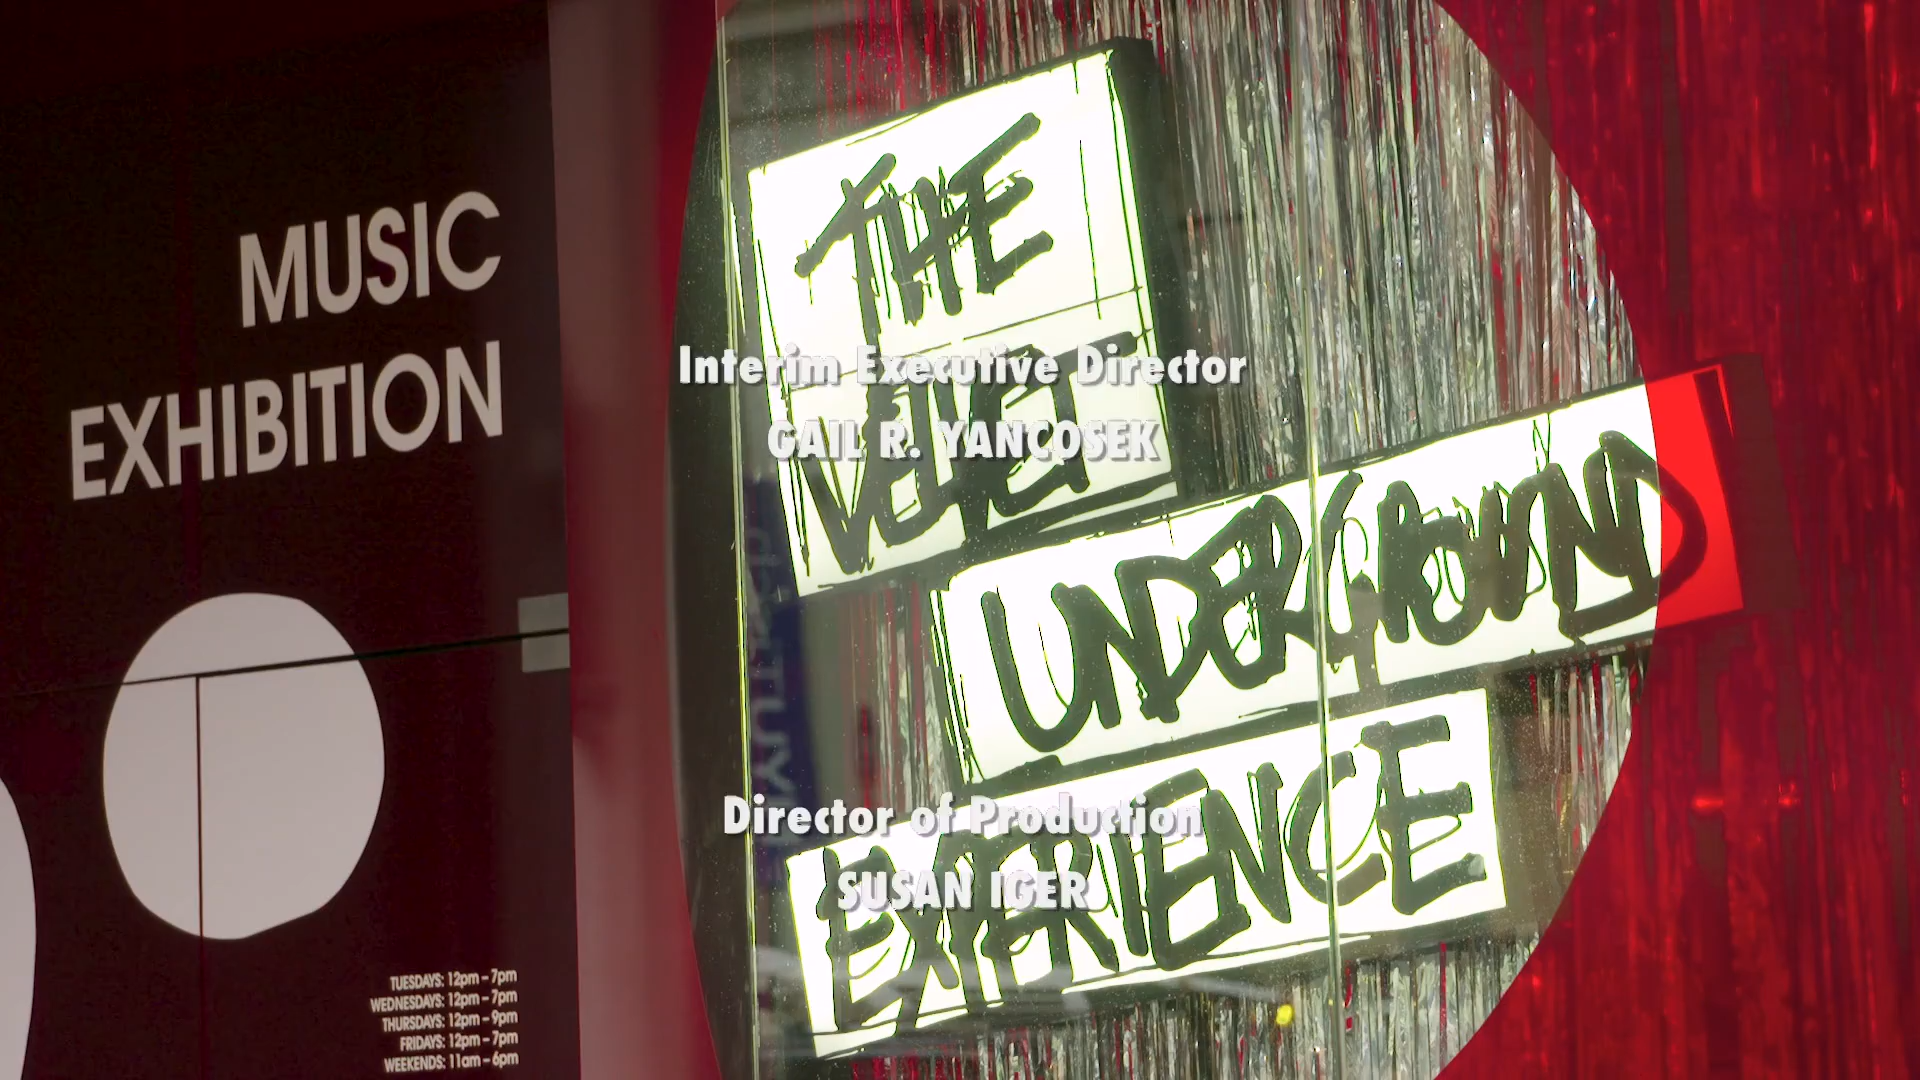 MUSIC
EXHIBITION
TUESDAYS: 12pm – 7pm
WEDNESDAYS: 12pm – 7pm
THURSDAYS: 12pm – 9pm
FRIDAYS: 12pm – 7pm
WEEKENDS: 11am – 6pm
THE
VELVET
UNDERGROUND
EXPERIENCE
Interim Executive Director
GAIL R. YANCOSEK
Director of Production
SUSAN IGER